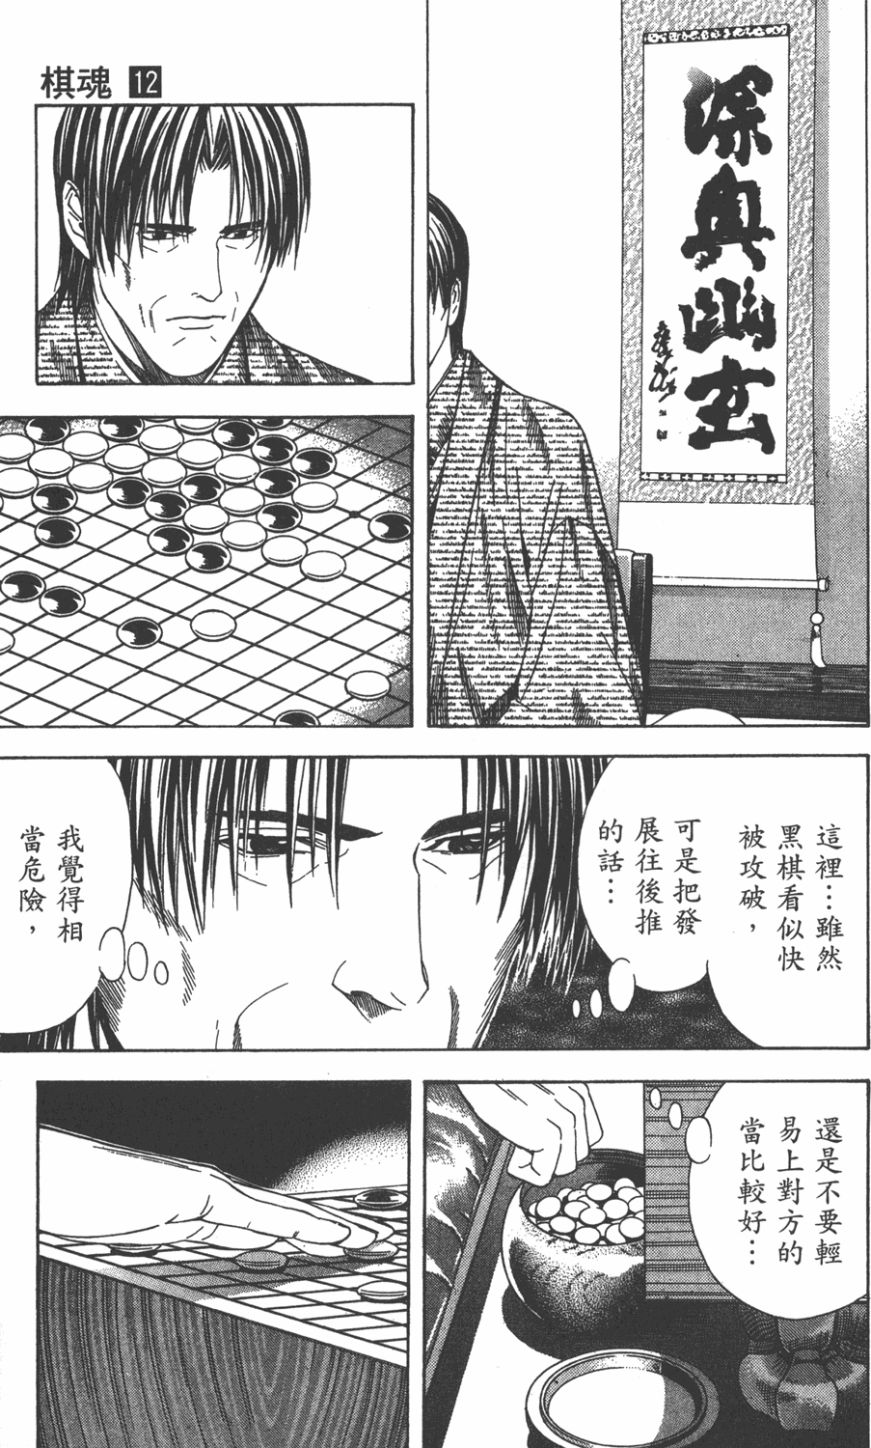 棋魂 12
深奧幽玄
這裡…雖然
黑棋看似快
被攻破，
可是把發
展往後推
的話…
我覺得相
當危險，
還是不要輕
易上對方的
當比較好…